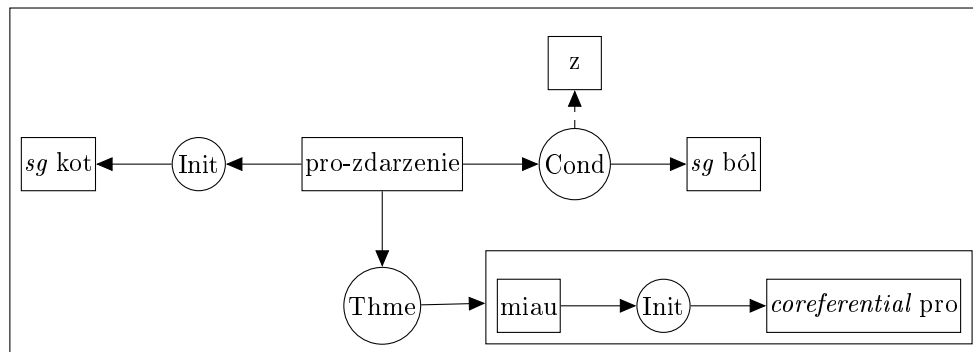 z
sg kot
Init
pro-zdarzenie
Cond
sg ból
Thme
miau
Init
coreferential pro